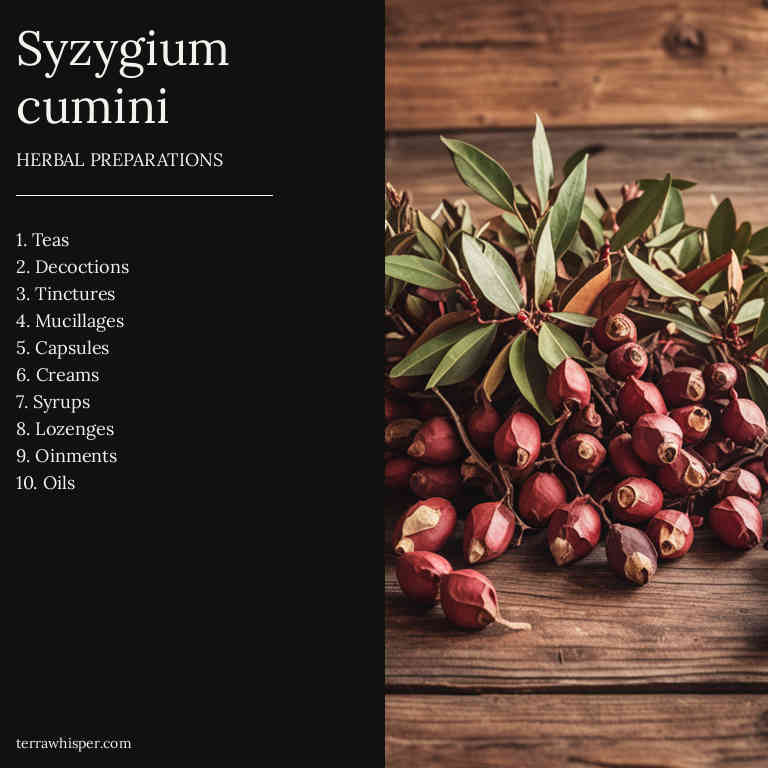 Syzygium
cumini
HERBAL PREPARATIONS
1. Teas
2. Decoctions
3. Tinctures
4. Mucillages
5. Capsules
6. Creams
7. Syrups
8. Lozenges
9. Oinments
10. Oils
terrawhisper.com